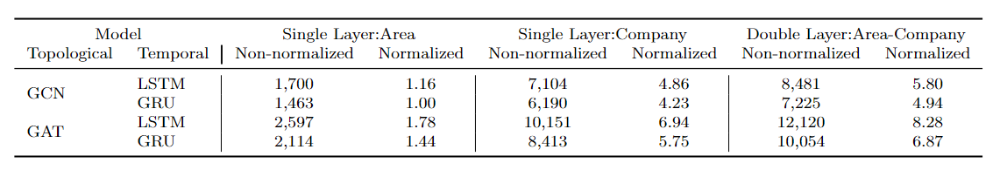 Model Single Layer:Area Single Layer:Company Double Layer:Area-Company
Topological Temporal Non-normalized Normalized Non-normalized Normalized Non-normalized Normalized
GCN LSTM 1,700 1.16 7,104 4.86 8,481 5.80
GRU 1,463 1.00 6,190 4.23 7,225 4.94
GAT LSTM 2,597 1.78 10,151 6.94 12,120 8.28
GRU 2,114 1.44 8,413 5.75 10,054 6.87